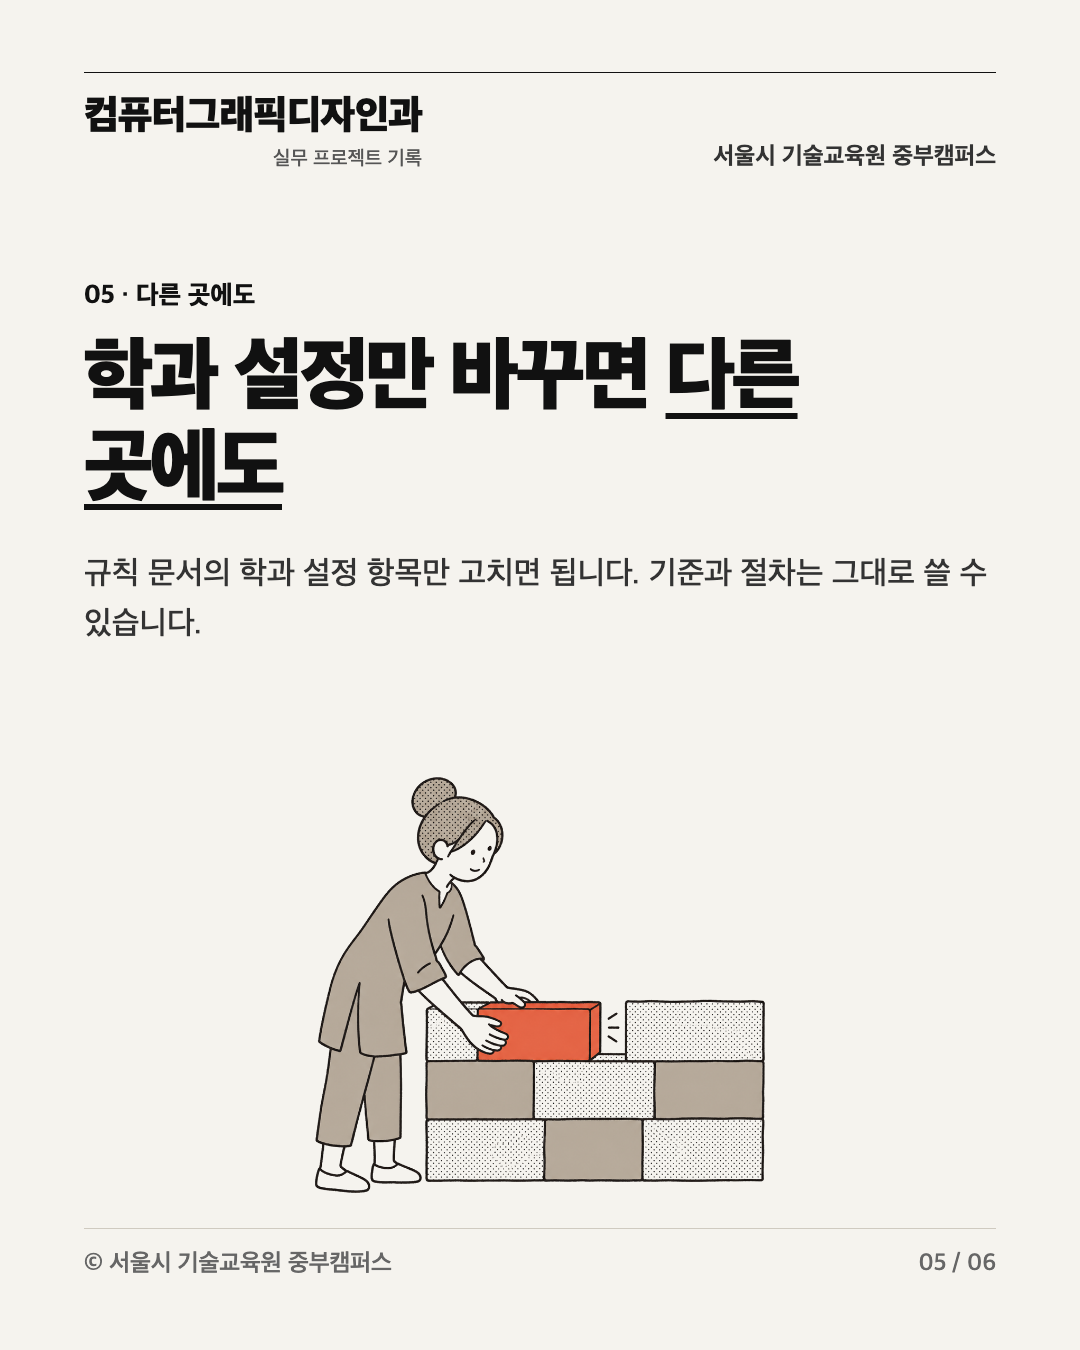 컴퓨터그래픽디자인과
실무 프로젝트 기록
서울시 기술교육원 중부캠퍼스
05 · 다른 곳에도
학과 설정만 바꾸면 다른
곳에도
규칙 문서의 학과 설정 항목만 고치면 됩니다. 기준과 절차는 그대로 쓸 수
있습니다.
© 서울시 기술교육원 중부캠퍼스
05 / 06